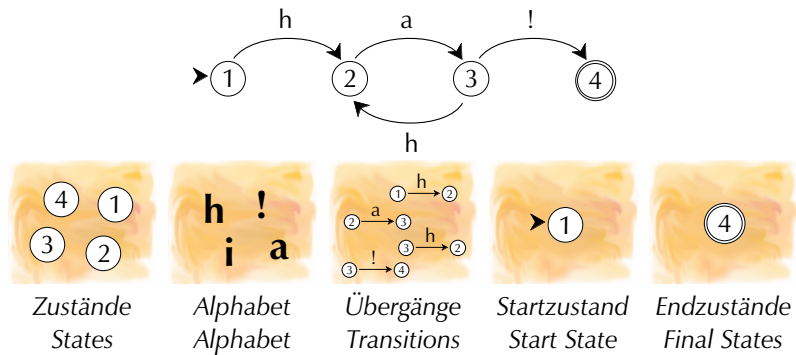 h a !
1 2 3 4
h
4 1
3 2
h !
i a
1 h 2
2 a 3
3 h 2
3 ! 4
1
4
Zustände Alphabet Übergänge Startzustand Endzustände
States Alphabet Transitions Start State Final States